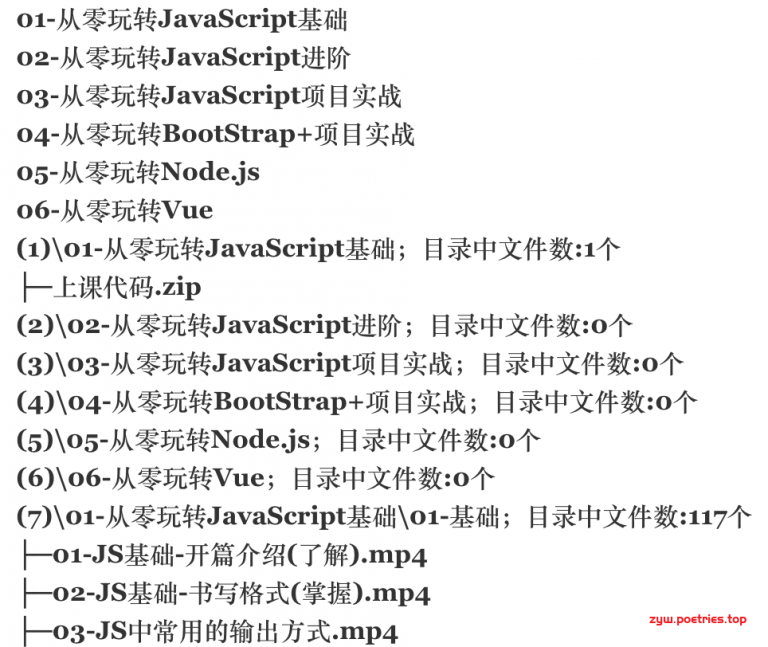 01-从零玩转JavaScript基础
02-从零玩转JavaScript进阶
03-从零玩转JavaScript项目实战
04-从零玩转BootStrap+项目实战
05-从零玩转Node.js
06-从零玩转Vue
(1)\01-从零玩转JavaScript基础；目录中文件数:1个
├─上课代码.zip
(2)\02-从零玩转JavaScript进阶；目录中文件数:0个
(3)\03-从零玩转JavaScript项目实战；目录中文件数:0个
(4)\04-从零玩转BootStrap+项目实战；目录中文件数:0个
(5)\05-从零玩转Node.js；目录中文件数:0个
(6)\06-从零玩转Vue；目录中文件数:0个
(7)\01-从零玩转JavaScript基础\01-基础；目录中文件数:117个
├─01-JS基础-开篇介绍(了解).mp4
├─02-JS基础-书写格式(掌握).mp4
├─03-JS中常用的输出方式.mp4
zyw.poetries.top